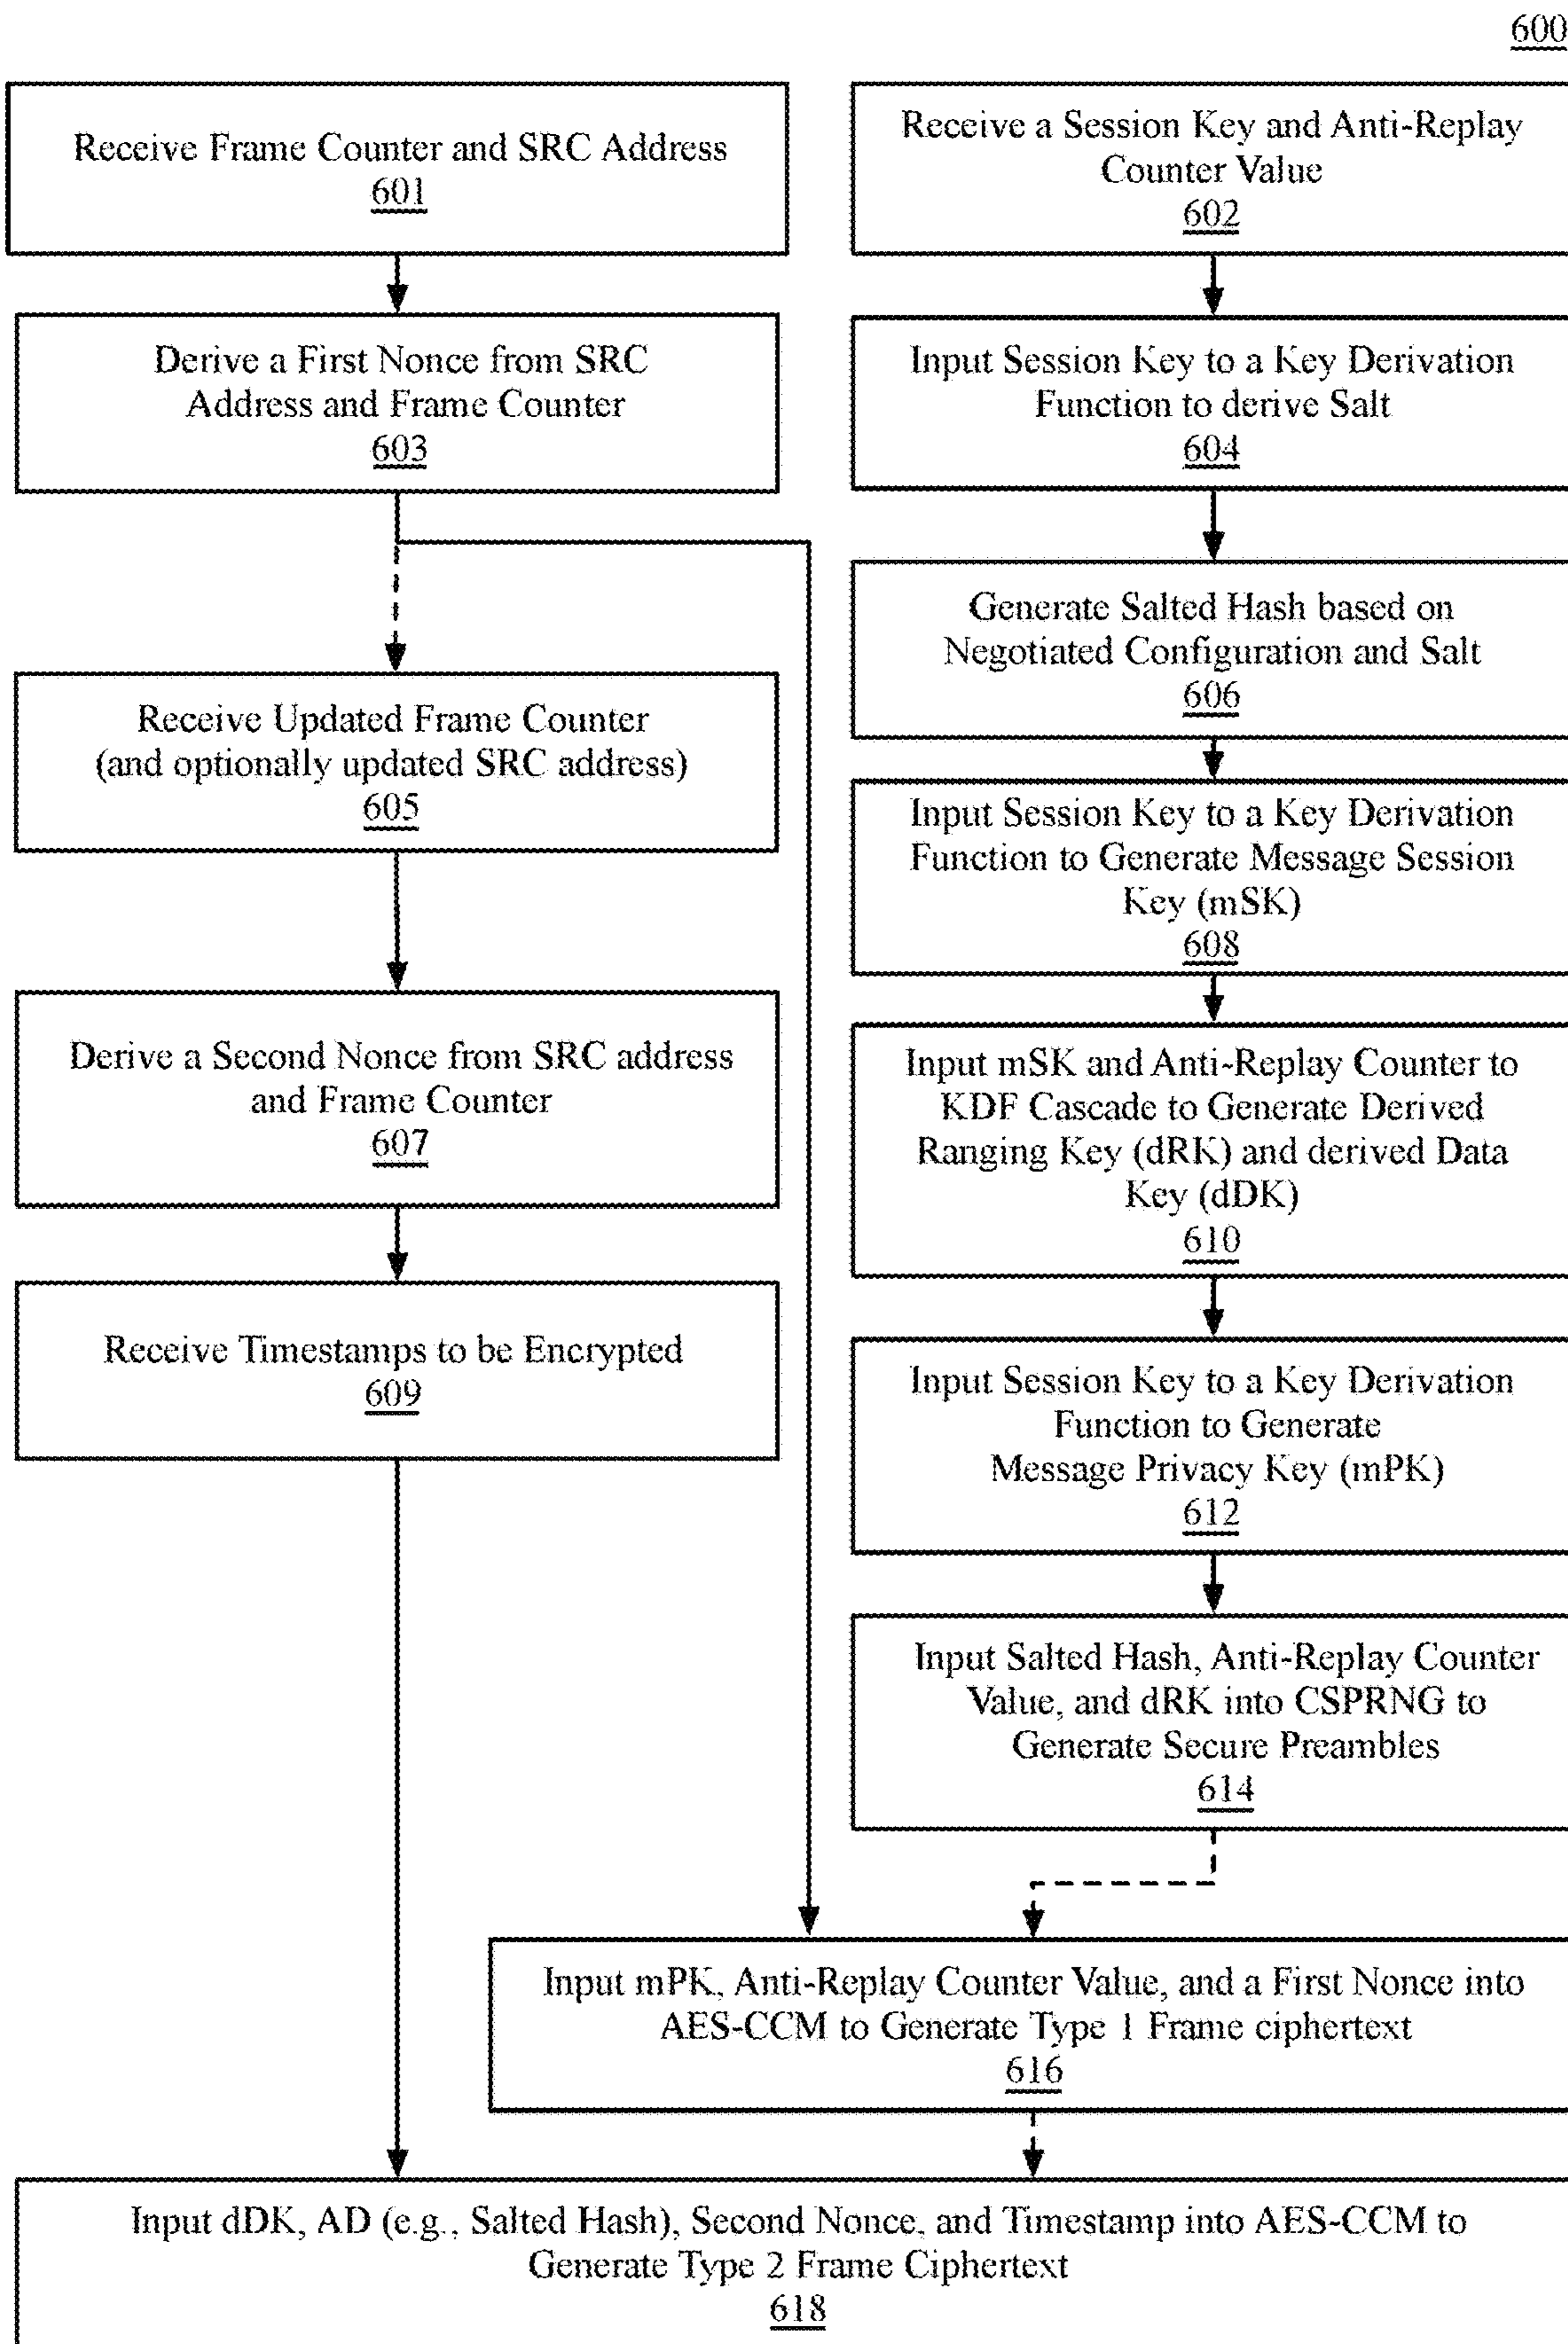 600
Receive Frame Counter and SRC Address
601
Receive a Session Key and Anti-Replay
Counter Value
602
Derive a First Nonce from SRC
Address and Frame Counter
603
Input Session Key to a Key Derivation
Function to derive Salt
604
Generate Salted Hash based on
Negotiated Configuration and Salt
606
Receive Updated Frame Counter
(and optionally updated SRC address)
605
Input Session Key to a Key Derivation
Function to Generate Message Session
Key (mSK)
608
Derive a Second Nonce from SRC address
and Frame Counter
607
Input mSK and Anti-Replay Counter to
KDF Cascade to Generate Derived
Ranging Key (dRK) and derived Data
Key (dDK)
610
Receive Timestamps to be Encrypted
609
Input Session Key to a Key Derivation
Function to Generate
Message Privacy Key (mPK)
612
Input Salted Hash, Anti-Replay Counter
Value, and dRK into CSPRNG to
Generate Secure Preambles
614
Input mPK, Anti-Replay Counter Value, and a First Nonce into
AES-CCM to Generate Type 1 Frame ciphertext
616
Input dDK, AD (e.g., Salted Hash), Second Nonce, and Timestamp into AES-CCM to
Generate Type 2 Frame Ciphertext
618